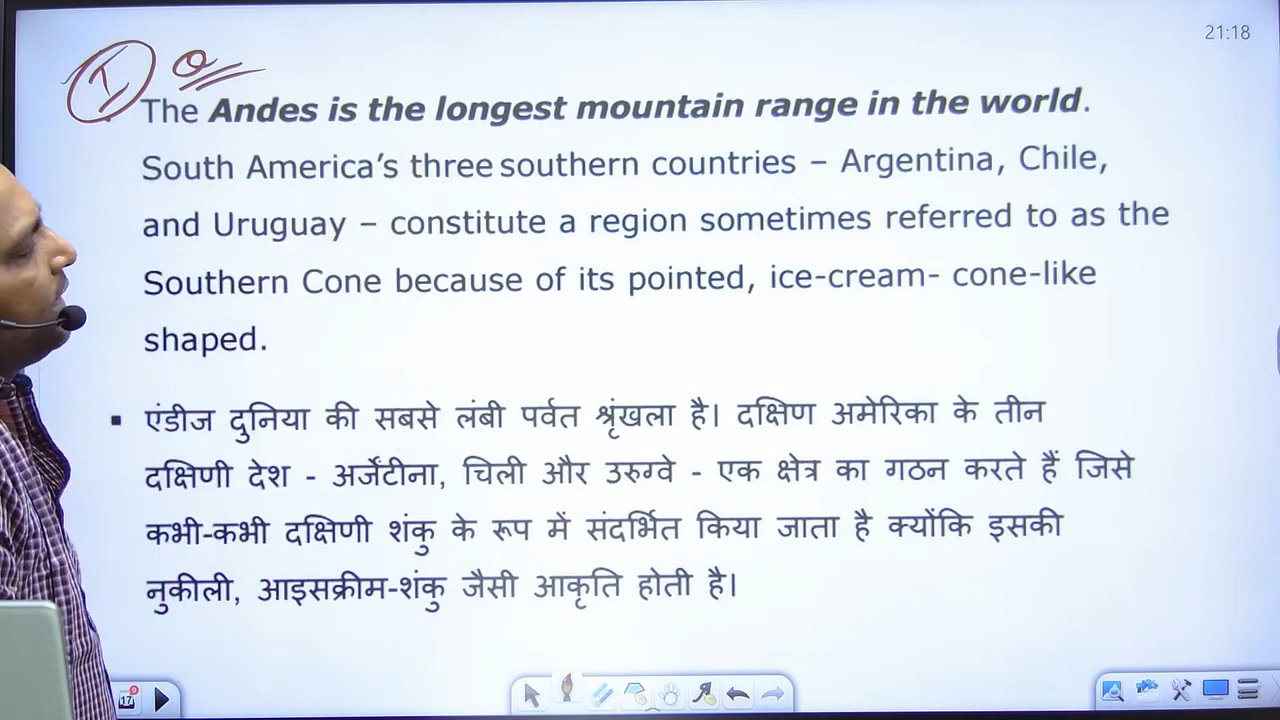 21:18
The Andes is the longest mountain range in the world.
South America's three southern countries – Argentina, Chile,
and Uruguay – constitute a region sometimes referred to as the
Southern Cone because of its pointed, ice-cream- cone-like
shaped.
▪ एंडीज दुनिया की सबसे लंबी पर्वत श्रृंखला है। दक्षिण अमेरिका के तीन
दक्षिणी देश - अर्जेंटीना, चिली और उरुग्वे - एक क्षेत्र का गठन करते हैं जिसे
कभी-कभी दक्षिणी शंकु के रूप में संदर्भित किया जाता है क्योंकि इसकी
नुकीली, आइसक्रीम-शंकु जैसी आकृति होती है।
17